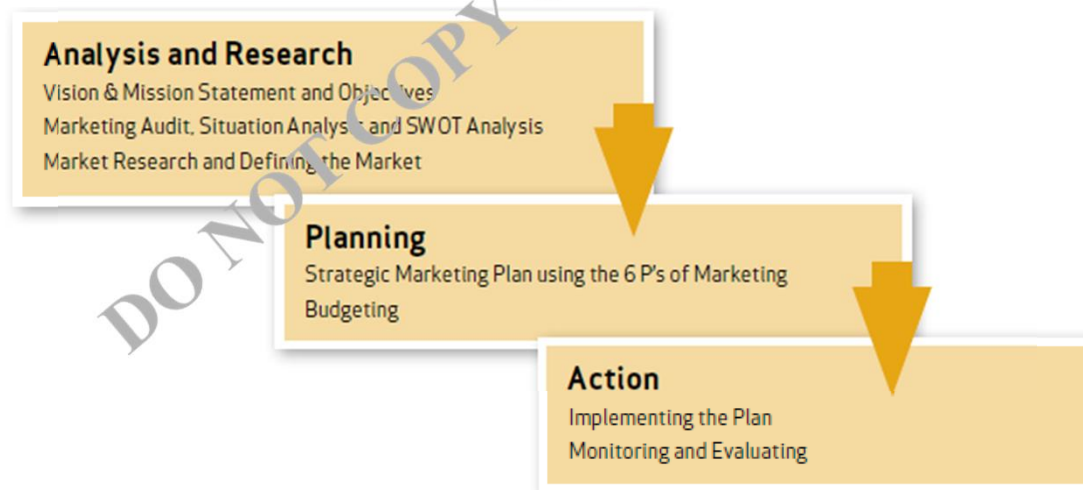 Analysis and Research
Vision & Mission Statement and Objectives
Marketing Audit, Situation Analysis and SWOT Analysis
Market Research and Defining the Market
DO NOT COPY
Planning
Strategic Marketing Plan using the 6 P's of Marketing
Budgeting
Action
Implementing the Plan
Monitoring and Evaluating